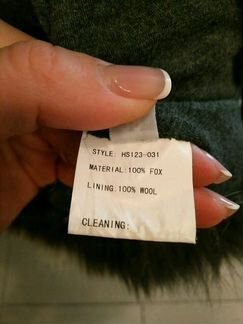 STYLE: HS123-031
MATERIAL:100% FOX
LINING:100% WOOL
CLEANING: